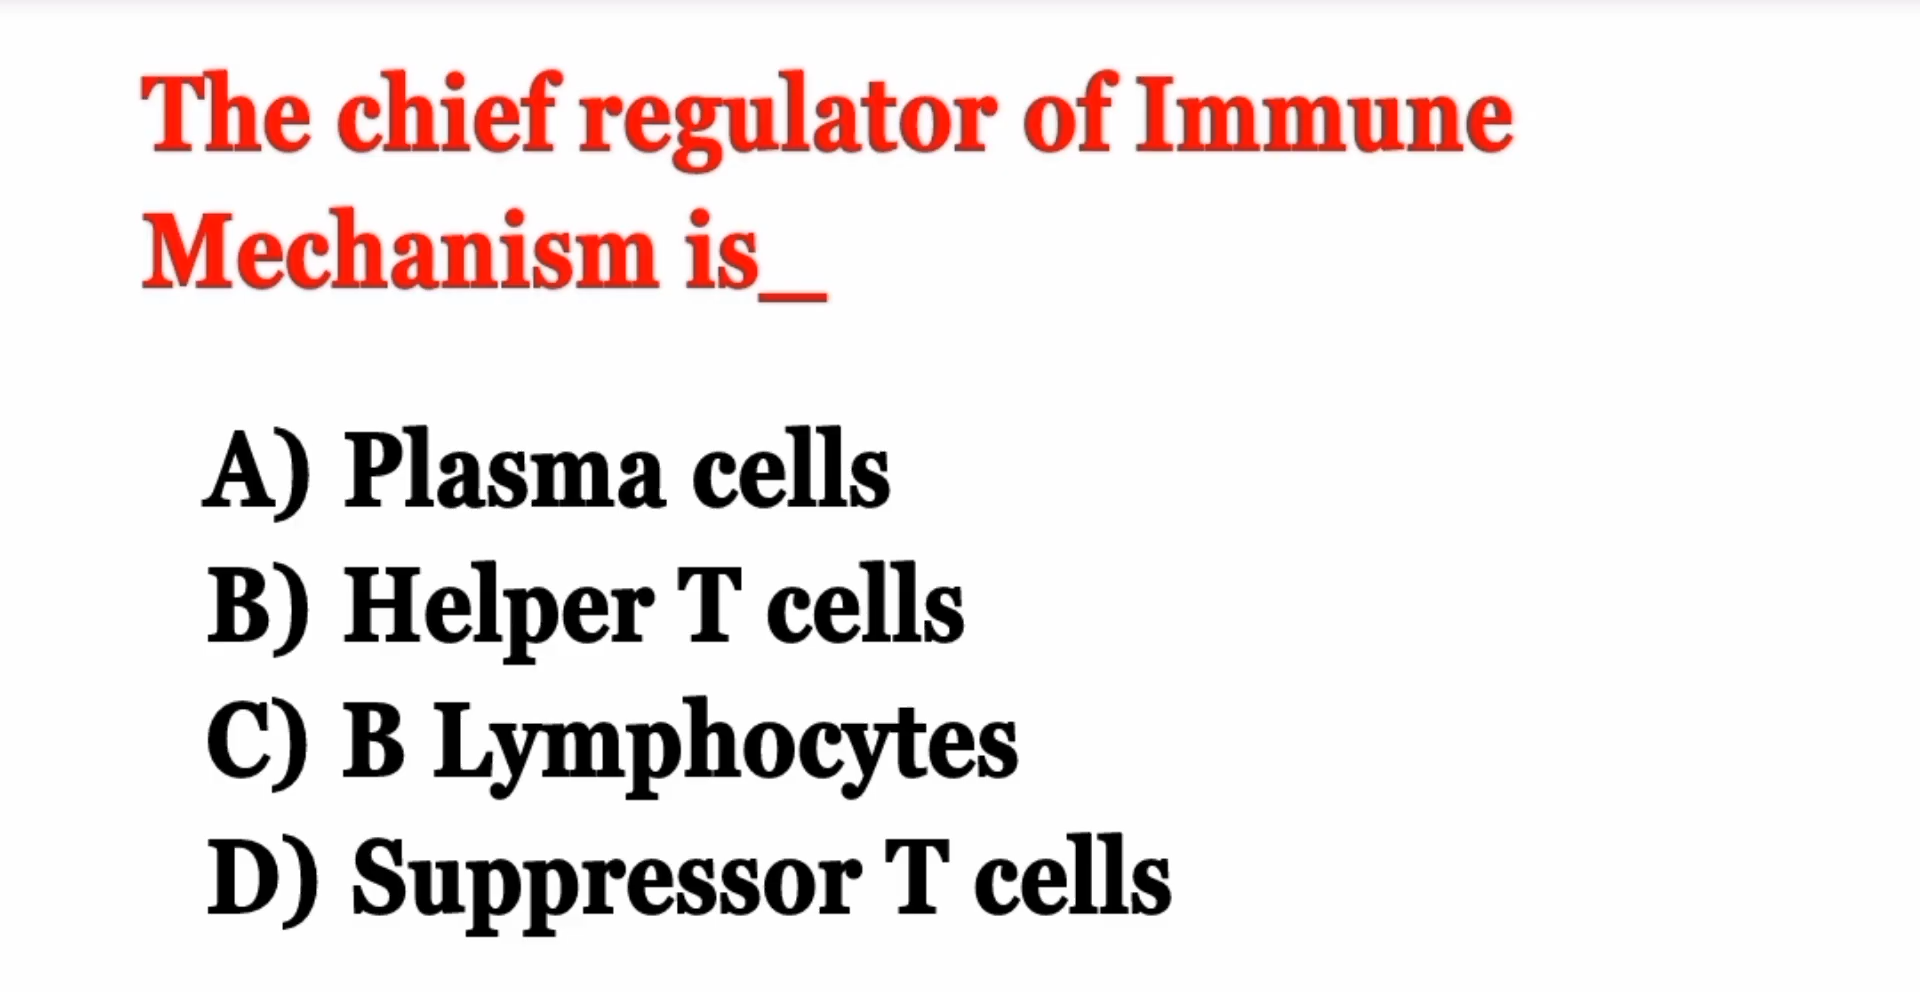 The chief regulator of Immune
Mechanism is_
A) Plasma cells
B) Helper T cells
C) B Lymphocytes
D) Suppressor T cells